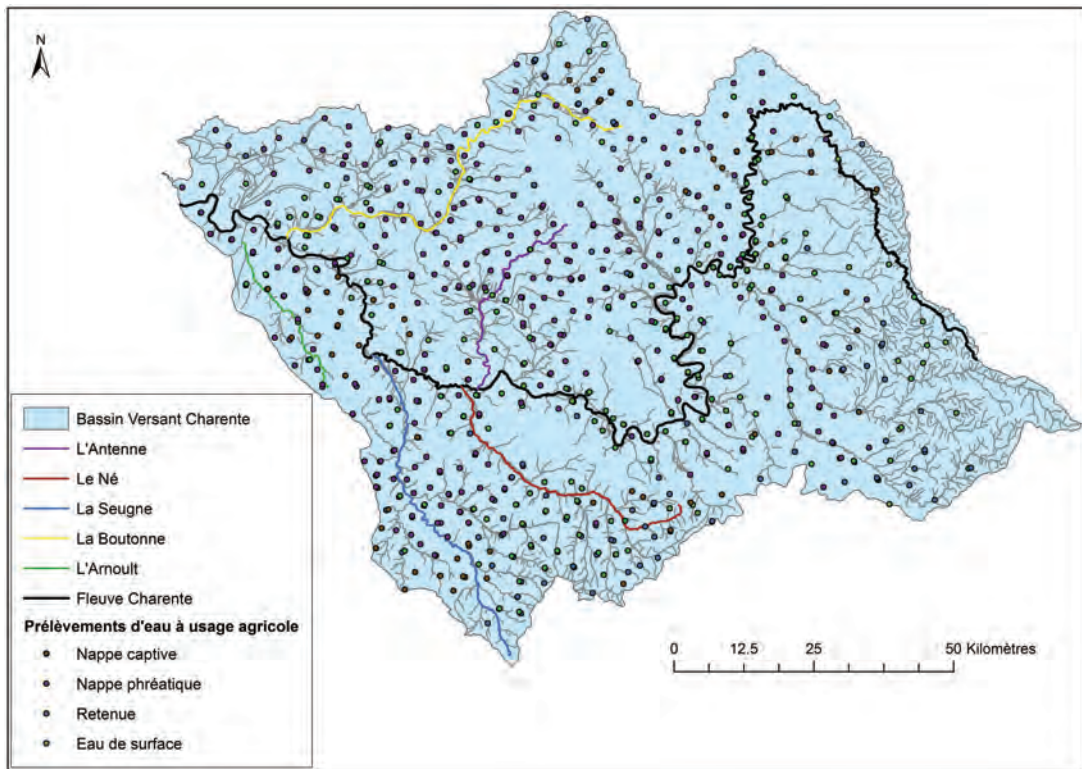 N
Bassin Versant Charente
L'Antenne
Le Né
La Seugne
La Boutonne
L'Arnoult
Fleuve Charente
Prélèvements d'eau à usage agricole
Nappe captive
Nappe phréatique
Retenue
Eau de surface
0 12.5 25 50 Kilomètres